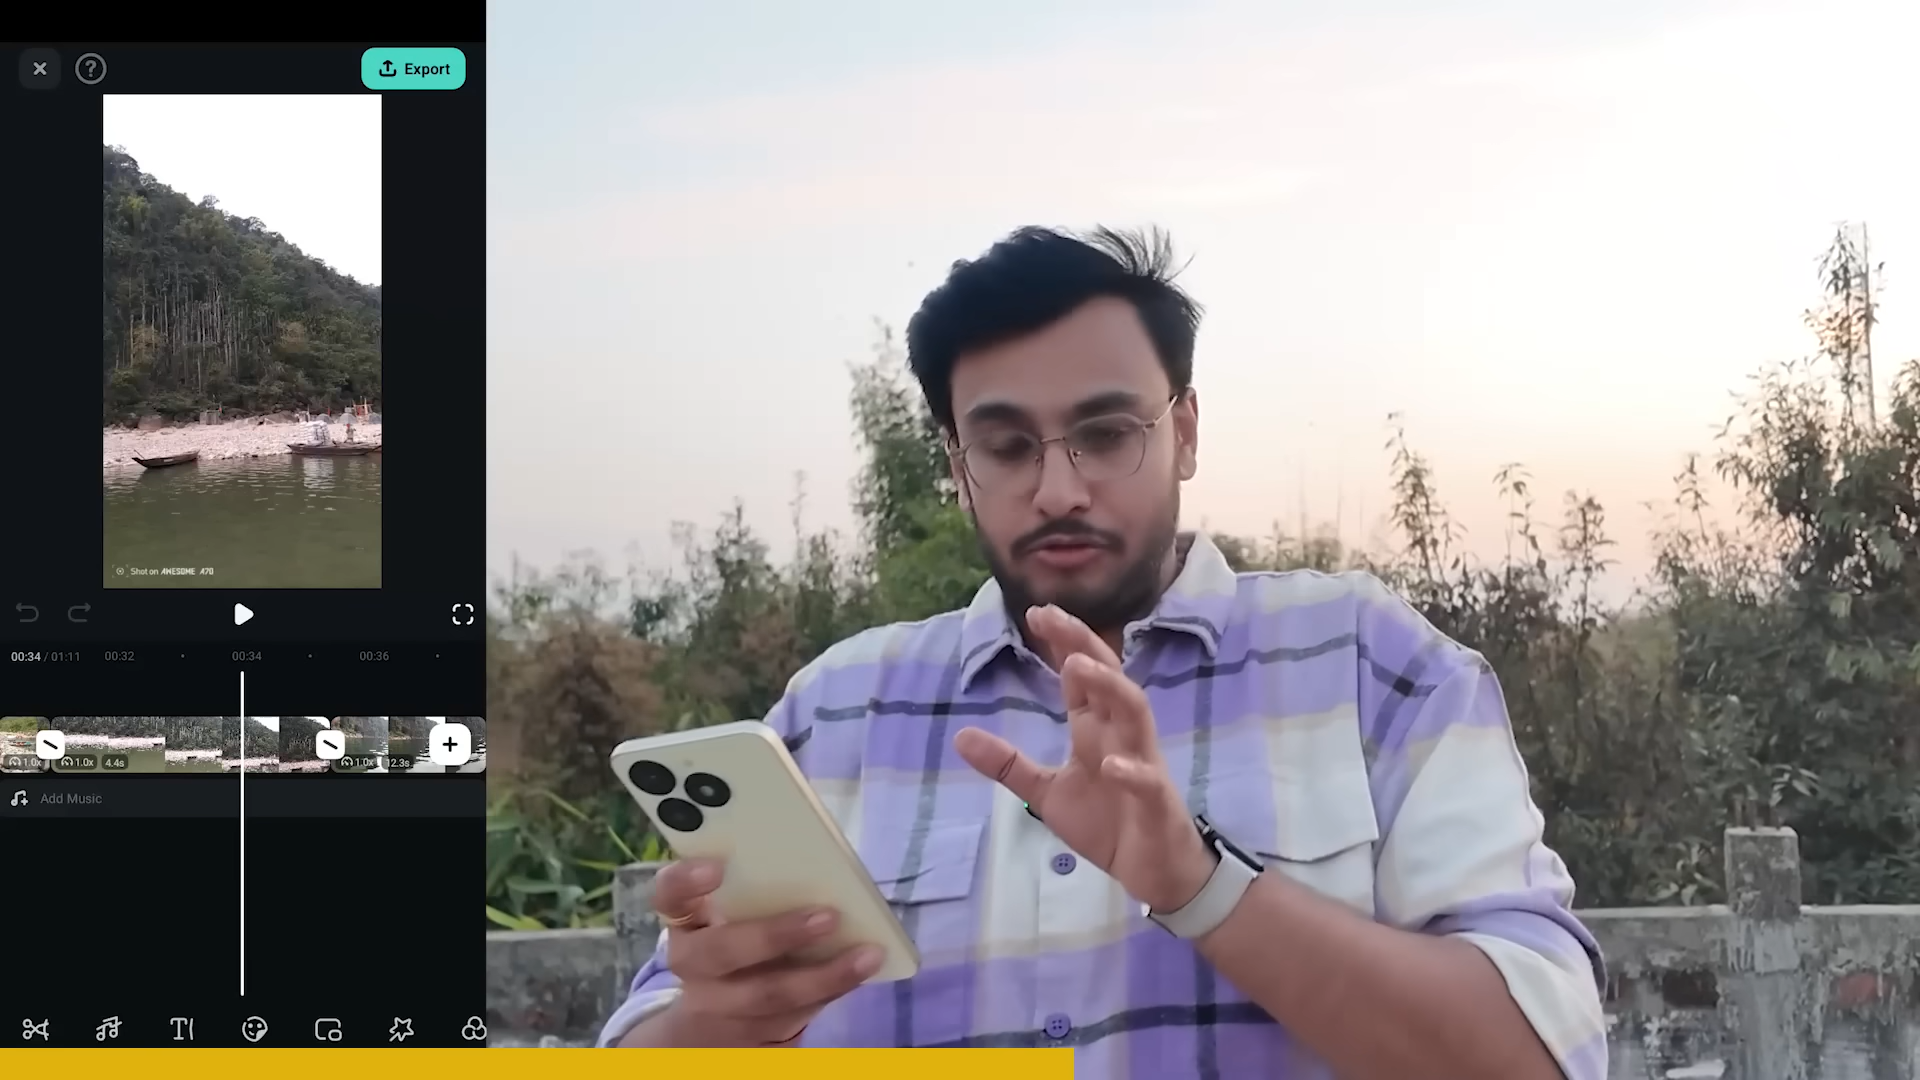 Export
Shot on AWESOME A70
00:34 / 01:11 00:32 00:34 00:36
1.0x 1.0x 4.4s 1.0x 12.3s
Add Music